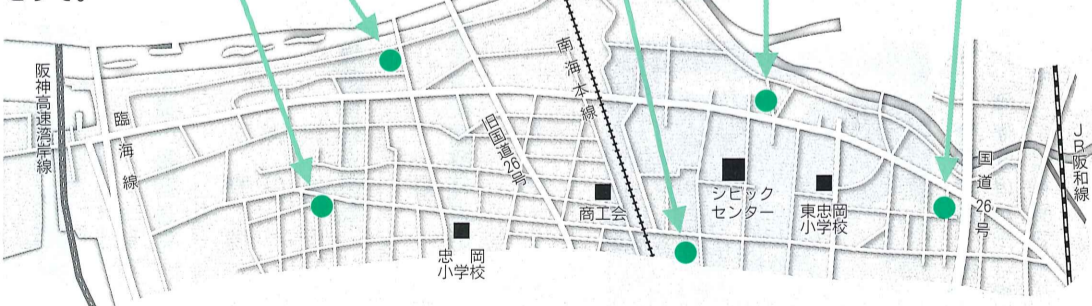 阪神高速湾岸線
臨海線
旧国道26号
南海本線
商工会
忠岡
小学校
シビック
センター
東忠岡
小学校
国道26号
JR阪和線